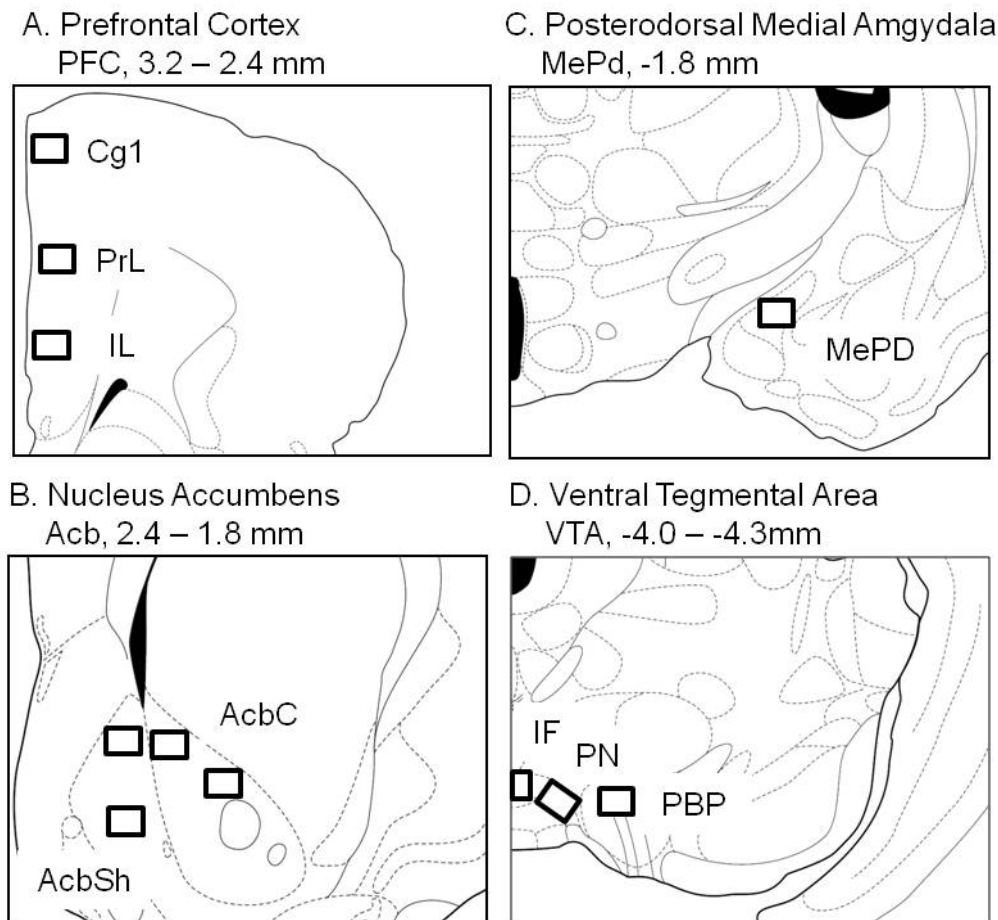 A. Prefrontal Cortex
PFC, 3.2 – 2.4 mm
Cg1
PrL
IL
B. Nucleus Accumbens
Acb, 2.4 – 1.8 mm
AcbC
AcbSh
C. Posterodorsal Medial Amgydala
MePd, -1.8 mm
MePD
D. Ventral Tegmental Area
VTA, -4.0 – -4.3mm
IF
PN
PBP